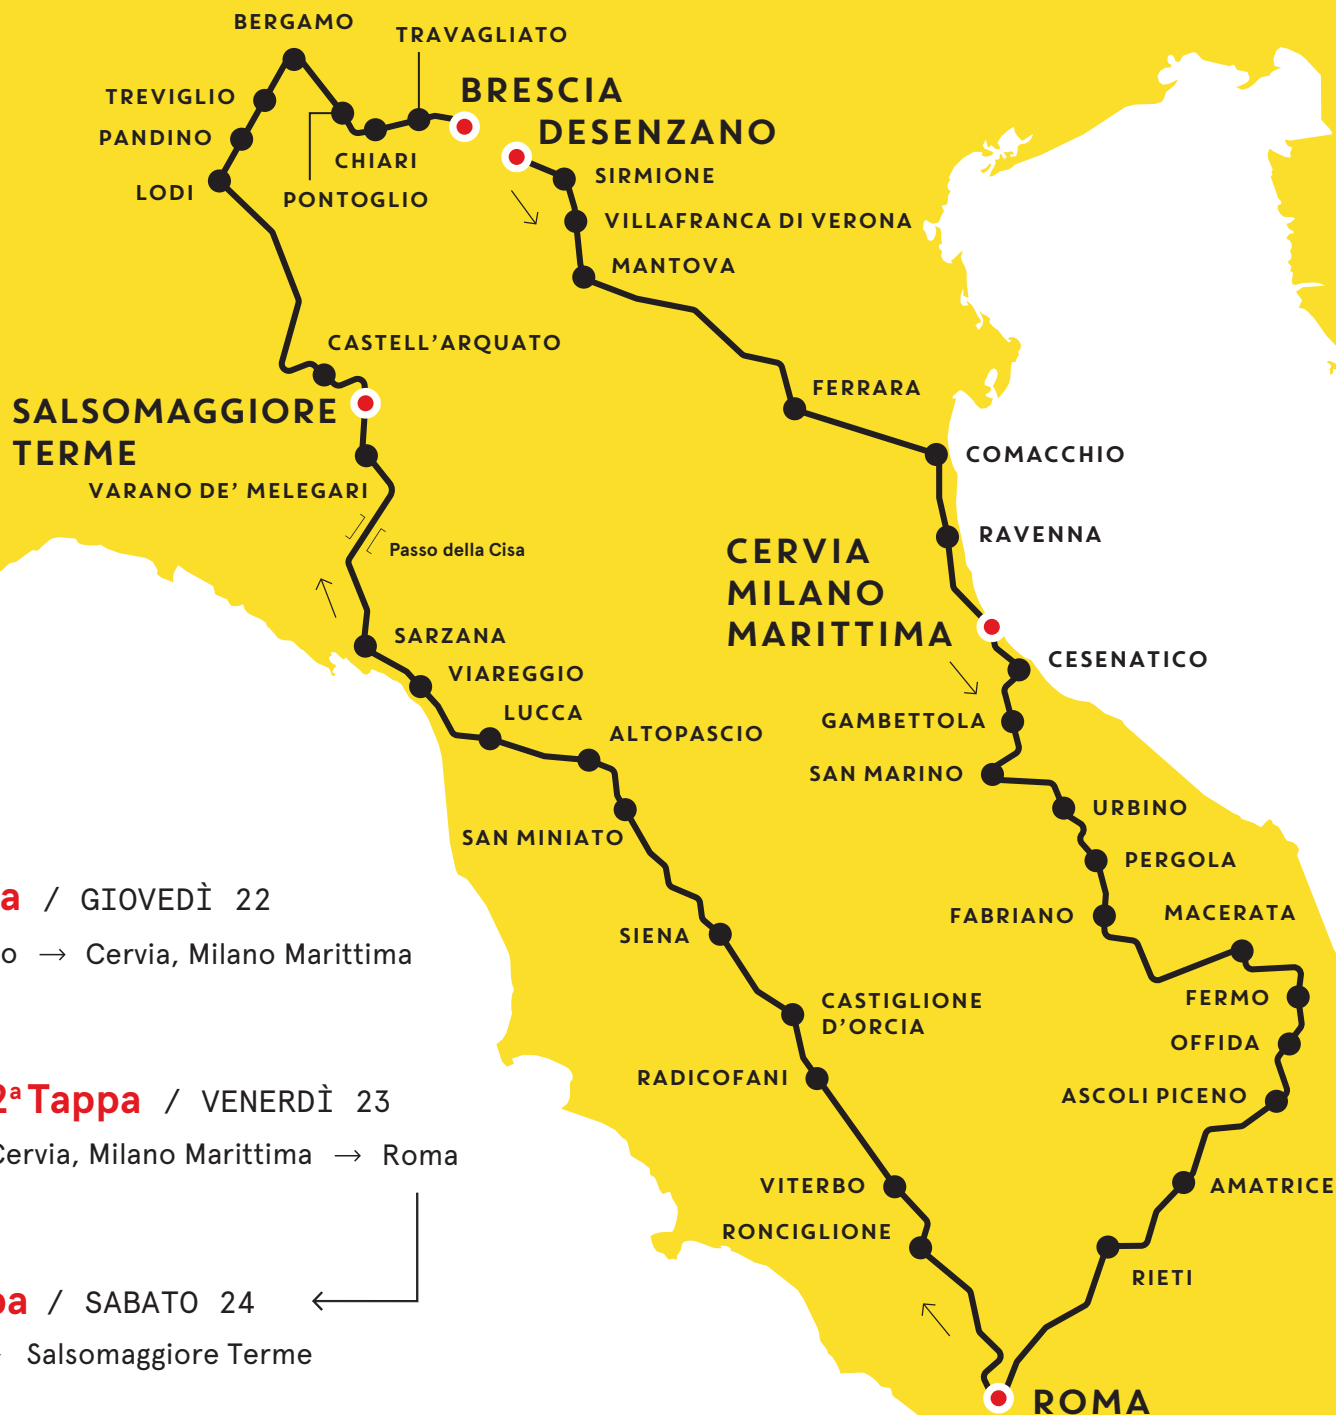 BERGAMO
TRAVAGLIATO
TREVIGLIO
BRESCIA
PANDINO
DESENZANO
CHIARI
LODI
PONTOGLIO
SIRMIONE
VILLAFRANCA DI VERONA
MANTOVA
CASTELL’ARQUATO
FERRARA
SALSOMAGGIORE
TERME
COMACCHIO
VARANO DE’ MELEGARI
RAVENNA
Passo della Cisa
CERVIA
MILANO
MARITTIMA
SARZANA
CESENATICO
VIAREGGIO
LUCCA
GAMBETTOLA
ALTOPASCIO
SAN MARINO
URBINO
SAN MINIATO
PERGOLA
FABRIANO
MACERATA
SIENA
FERMO
CASTIGLIONE
D’ORCIA
OFFIDA
RADICOFANI
ASCOLI PICENO
VITERBO
AMATRICE
RONCIGLIONE
RIETI
ROMA
a / GIOVEDÌ 22
o → Cervia, Milano Marittima
2ª Tappa / VENERDÌ 23
Cervia, Milano Marittima → Roma
pa / SABATO 24
Salsomaggiore Terme